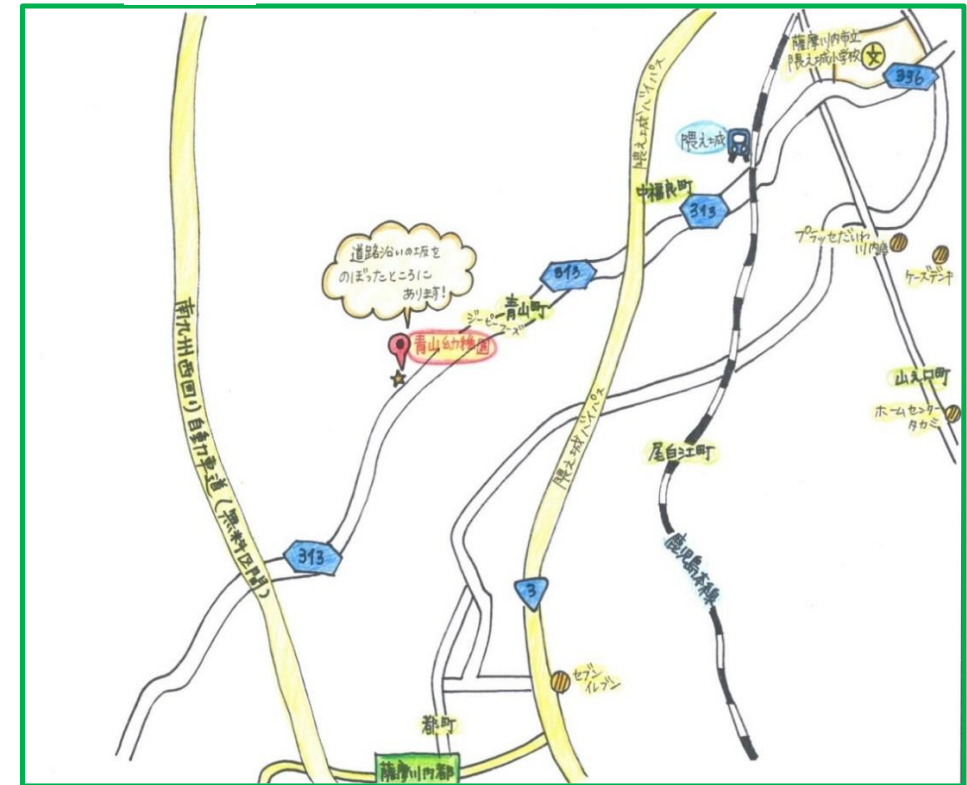 薩摩川内市立
隈之城小学校
文
336
隈之城バイパス
隈之城
中福良町
313
プラッセだいわ
川内店
ケーズデンキ
道路沿いの坂を
のぼったところに
あります!
313
青山町
ジーピーフーズ
青山幼稚園
南九州西回り自動車道(無料区間)
山之口町
ホームセンター
タカミ
隈之城バイパス
尾白江町
鹿児島本線
313
3
セブン
イレブン
都町
薩摩川内都